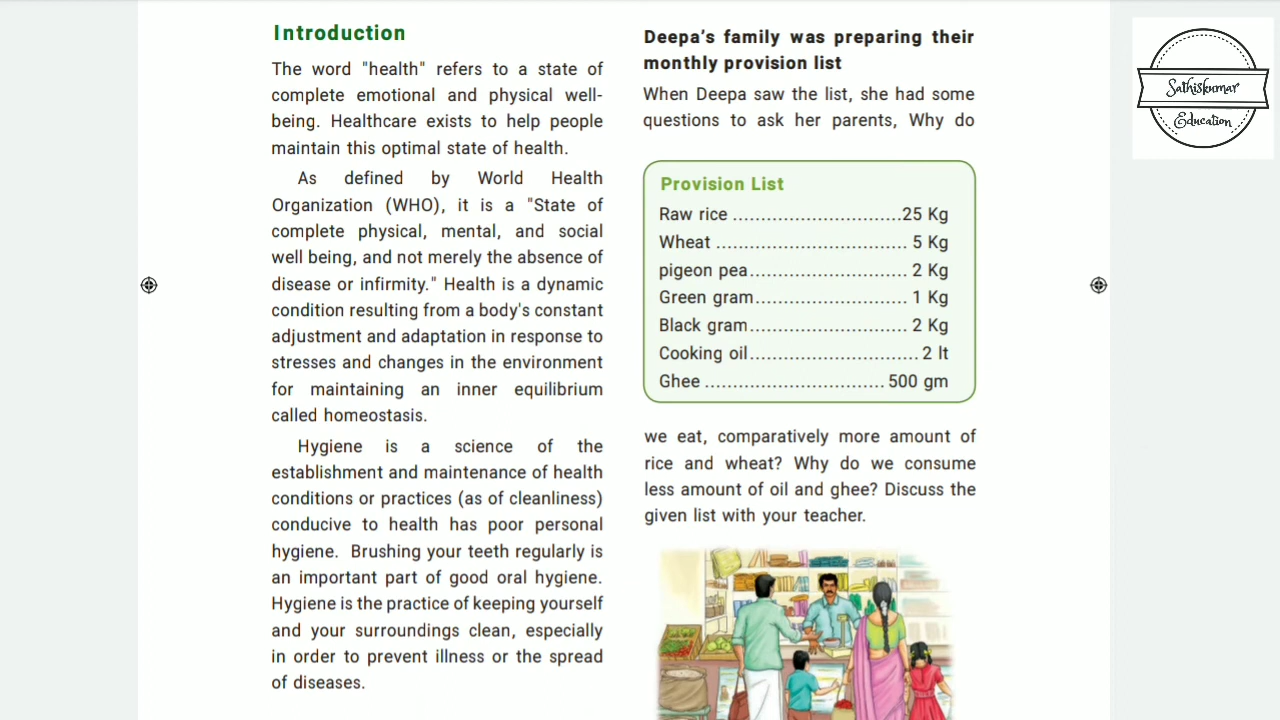 Introduction
The word "health" refers to a state of
complete emotional and physical well-
being. Healthcare exists to help people
maintain this optimal state of health.
As defined by World Health
Organization (WHO), it is a "State of
complete physical, mental, and social
well being, and not merely the absence of
disease or infirmity." Health is a dynamic
condition resulting from a body's constant
adjustment and adaptation in response to
stresses and changes in the environment
for maintaining an inner equilibrium
called homeostasis.
Hygiene is a science of the
establishment and maintenance of health
conditions or practices (as of cleanliness)
conducive to health has poor personal
hygiene. Brushing your teeth regularly is
an important part of good oral hygiene.
Hygiene is the practice of keeping yourself
and your surroundings clean, especially
in order to prevent illness or the spread
of diseases.
Deepa's family was preparing their
monthly provision list
When Deepa saw the list, she had some
questions to ask her parents, Why do
Provision List
Raw rice ..............................25 Kg
Wheat .................................. 5 Kg
pigeon pea............................ 2 Kg
Green gram........................... 1 Kg
Black gram............................ 2 Kg
Cooking oil.............................. 2 lt
Ghee ................................ 500 gm
we eat, comparatively more amount of
rice and wheat? Why do we consume
less amount of oil and ghee? Discuss the
given list with your teacher.
Sathiskumar
Education